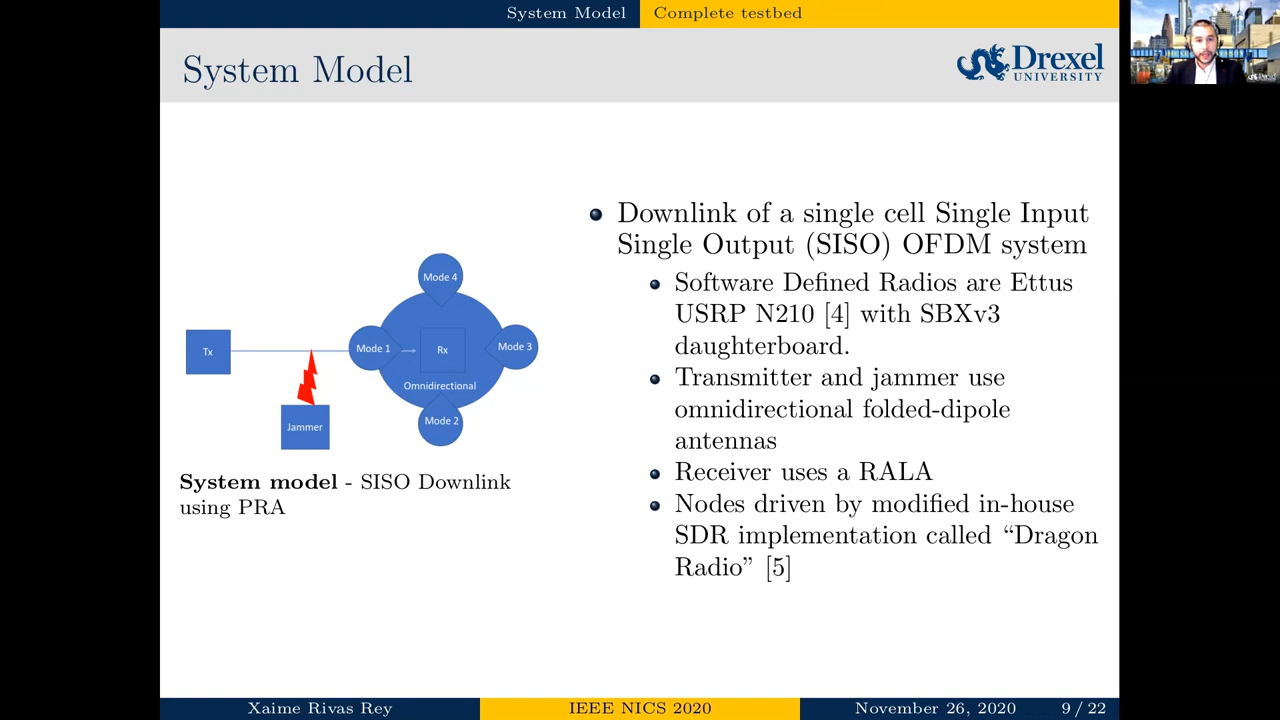 System Model
Complete testbed
System Model
Drexel
UNIVERSITY
Mode 4
Tx
Mode 1
Rx
Mode 3
Omnidirectional
Jammer
Mode 2
System model - SISO Downlink
using PRA
Downlink of a single cell Single Input
Single Output (SISO) OFDM system
Software Defined Radios are Ettus
USRP N210 [4] with SBXv3
daughterboard.
Transmitter and jammer use
omnidirectional folded-dipole
antennas
Receiver uses a RALA
Nodes driven by modified in-house
SDR implementation called “Dragon
Radio” [5]
Xaime Rivas Rey
IEEE NICS 2020
November 26, 2020
9 / 22